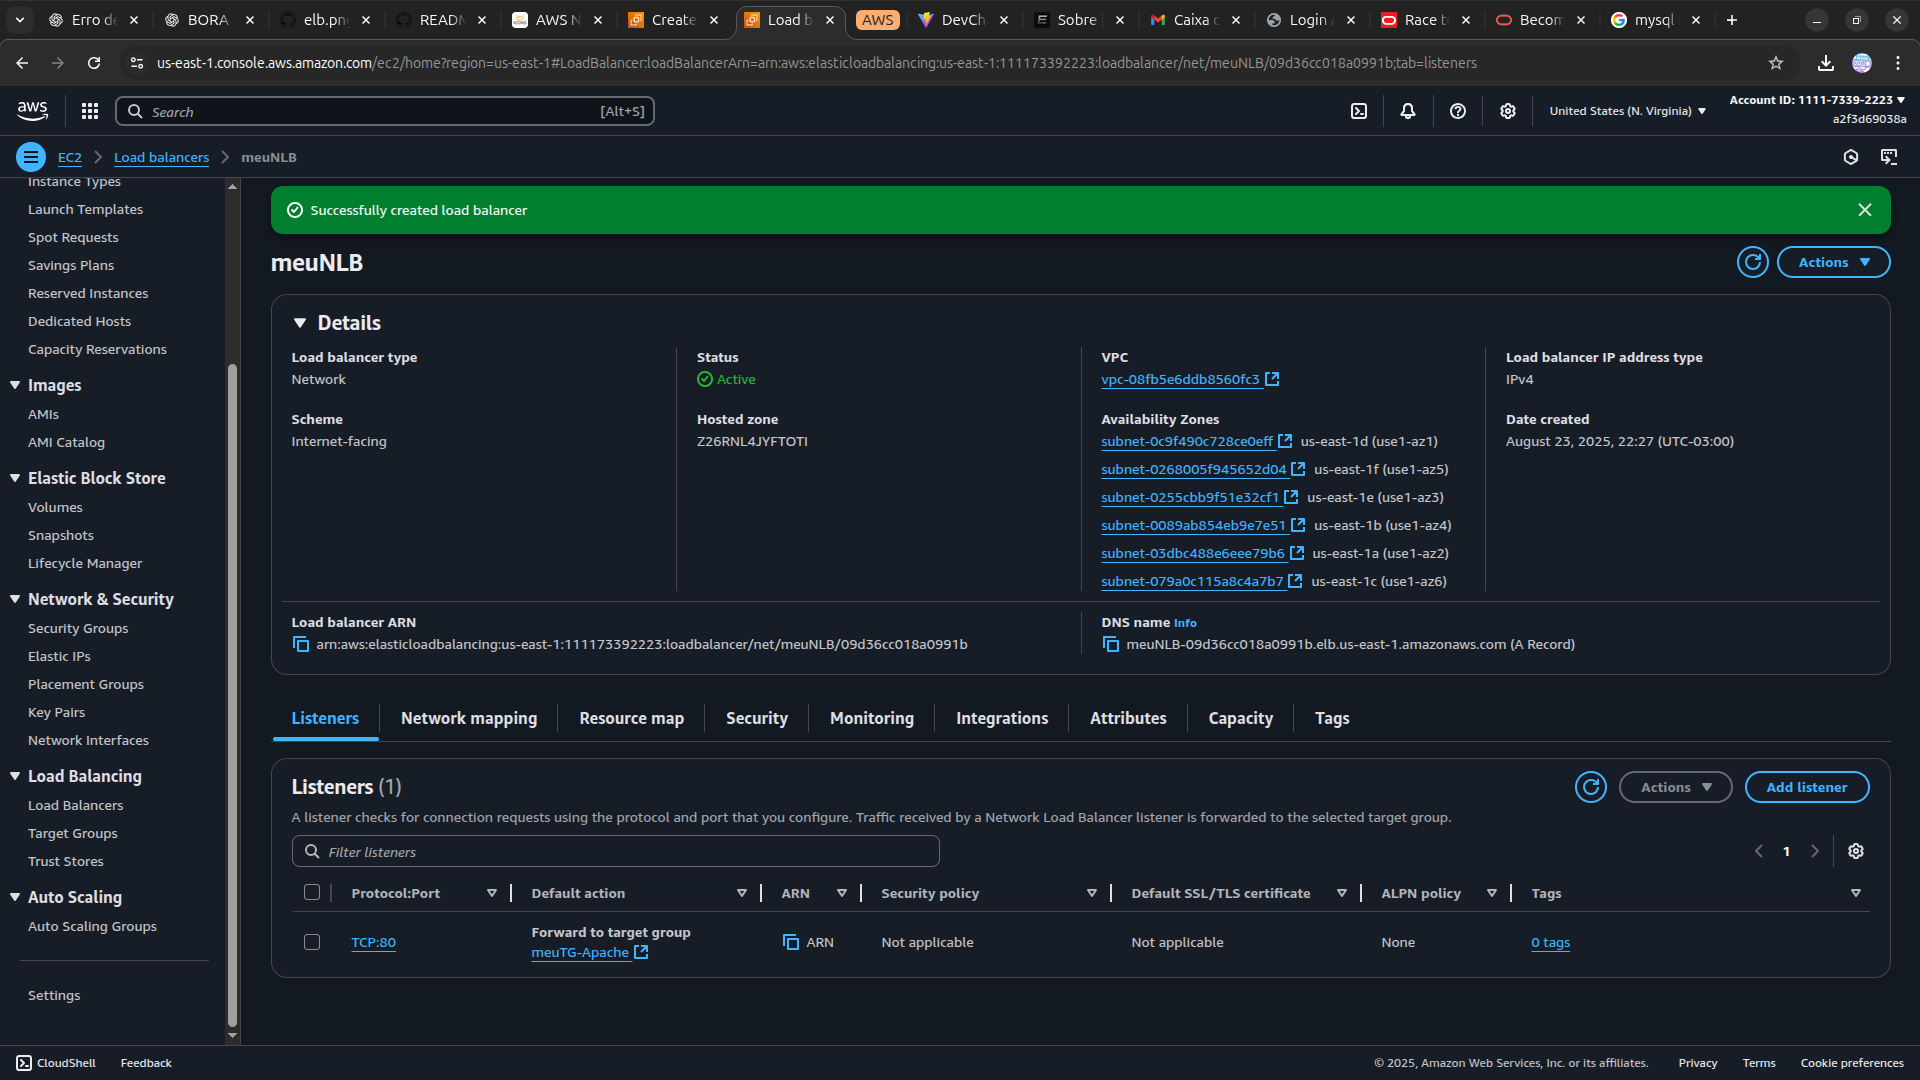 Erro de
BORA
elb.pn
READM
AWS N
Create
Load b
AWS
DevCh
Sobre
Caixa
Login
Race t
Becom
mysql
us-east-1.console.aws.amazon.com/ec2/home?region=us-east-1#LoadBalancer:loadBalancerArn=arn:aws:elasticloadbalancing:us-east-1:111173392223:loadbalancer/net/meuNLB/09d36cc018a0991b;tab=listeners
aws
Search [Alt+S]
United States (N. Virginia)
Account ID: 1111-7339-2223
a2f3d69038a
EC2 Load balancers meuNLB
Instance Types
Launch Templates
Spot Requests
Savings Plans
Reserved Instances
Dedicated Hosts
Capacity Reservations
Images
AMIs
AMI Catalog
Elastic Block Store
Volumes
Snapshots
Lifecycle Manager
Network & Security
Security Groups
Elastic IPs
Placement Groups
Key Pairs
Network Interfaces
Load Balancing
Load Balancers
Target Groups
Trust Stores
Auto Scaling
Auto Scaling Groups
Settings
Successfully created load balancer
meuNLB
Actions
Details
Load balancer type
Network
Scheme
Internet-facing
Status
Active
Hosted zone
Z26RNL4JYFTOTI
VPC
vpc-08fb5e6ddb8560fc3
Availability Zones
subnet-0c9f490c728ce0eff us-east-1d (use1-az1)
subnet-0268005f945652d04 us-east-1f (use1-az5)
subnet-0255cbb9f51e32cf1 us-east-1e (use1-az3)
subnet-0089ab854eb9e7e51 us-east-1b (use1-az4)
subnet-03dbc488e6eee79b6 us-east-1a (use1-az2)
subnet-079a0c115a8c4a7b7 us-east-1c (use1-az6)
Load balancer IP address type
IPv4
Date created
August 23, 2025, 22:27 (UTC-03:00)
Load balancer ARN
arn:aws:elasticloadbalancing:us-east-1:111173392223:loadbalancer/net/meuNLB/09d36cc018a0991b
DNS name Info
meuNLB-09d36cc018a0991b.elb.us-east-1.amazonaws.com (A Record)
Listeners
Network mapping
Resource map
Security
Monitoring
Integrations
Attributes
Capacity
Tags
Listeners (1)
Actions
Add listener
A listener checks for connection requests using the protocol and port that you configure. Traffic received by a Network Load Balancer listener is forwarded to the selected target group.
Filter listeners
1
Protocol:Port Default action ARN Security policy Default SSL/TLS certificate ALPN policy Tags
Forward to target group
TCP:80 meuTG-Apache ARN Not applicable Not applicable None 0 tags
CloudShell Feedback
© 2025, Amazon Web Services, Inc. or its affiliates. Privacy Terms Cookie preferences